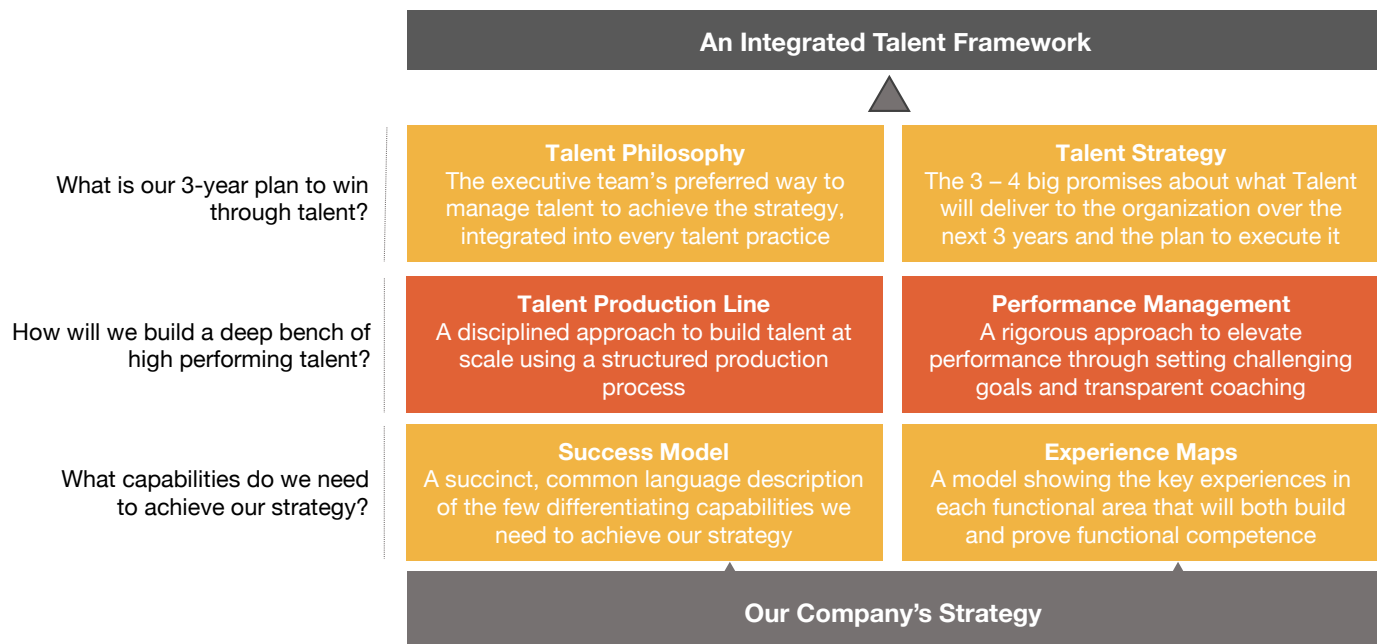 An Integrated Talent Framework
What is our 3-year plan to win
through talent?
Talent Philosophy
The executive team’s preferred way to
manage talent to achieve the strategy,
integrated into every talent practice
Talent Strategy
The 3 – 4 big promises about what Talent
will deliver to the organization over the
next 3 years and the plan to execute it
How will we build a deep bench of
high performing talent?
Talent Production Line
A disciplined approach to build talent at
scale using a structured production
process
Performance Management
A rigorous approach to elevate
performance through setting challenging
goals and transparent coaching
What capabilities do we need
to achieve our strategy?
Success Model
A succinct, common language description
of the few differentiating capabilities we
need to achieve our strategy
Experience Maps
A model showing the key experiences in
each functional area that will both build
and prove functional competence
Our Company’s Strategy